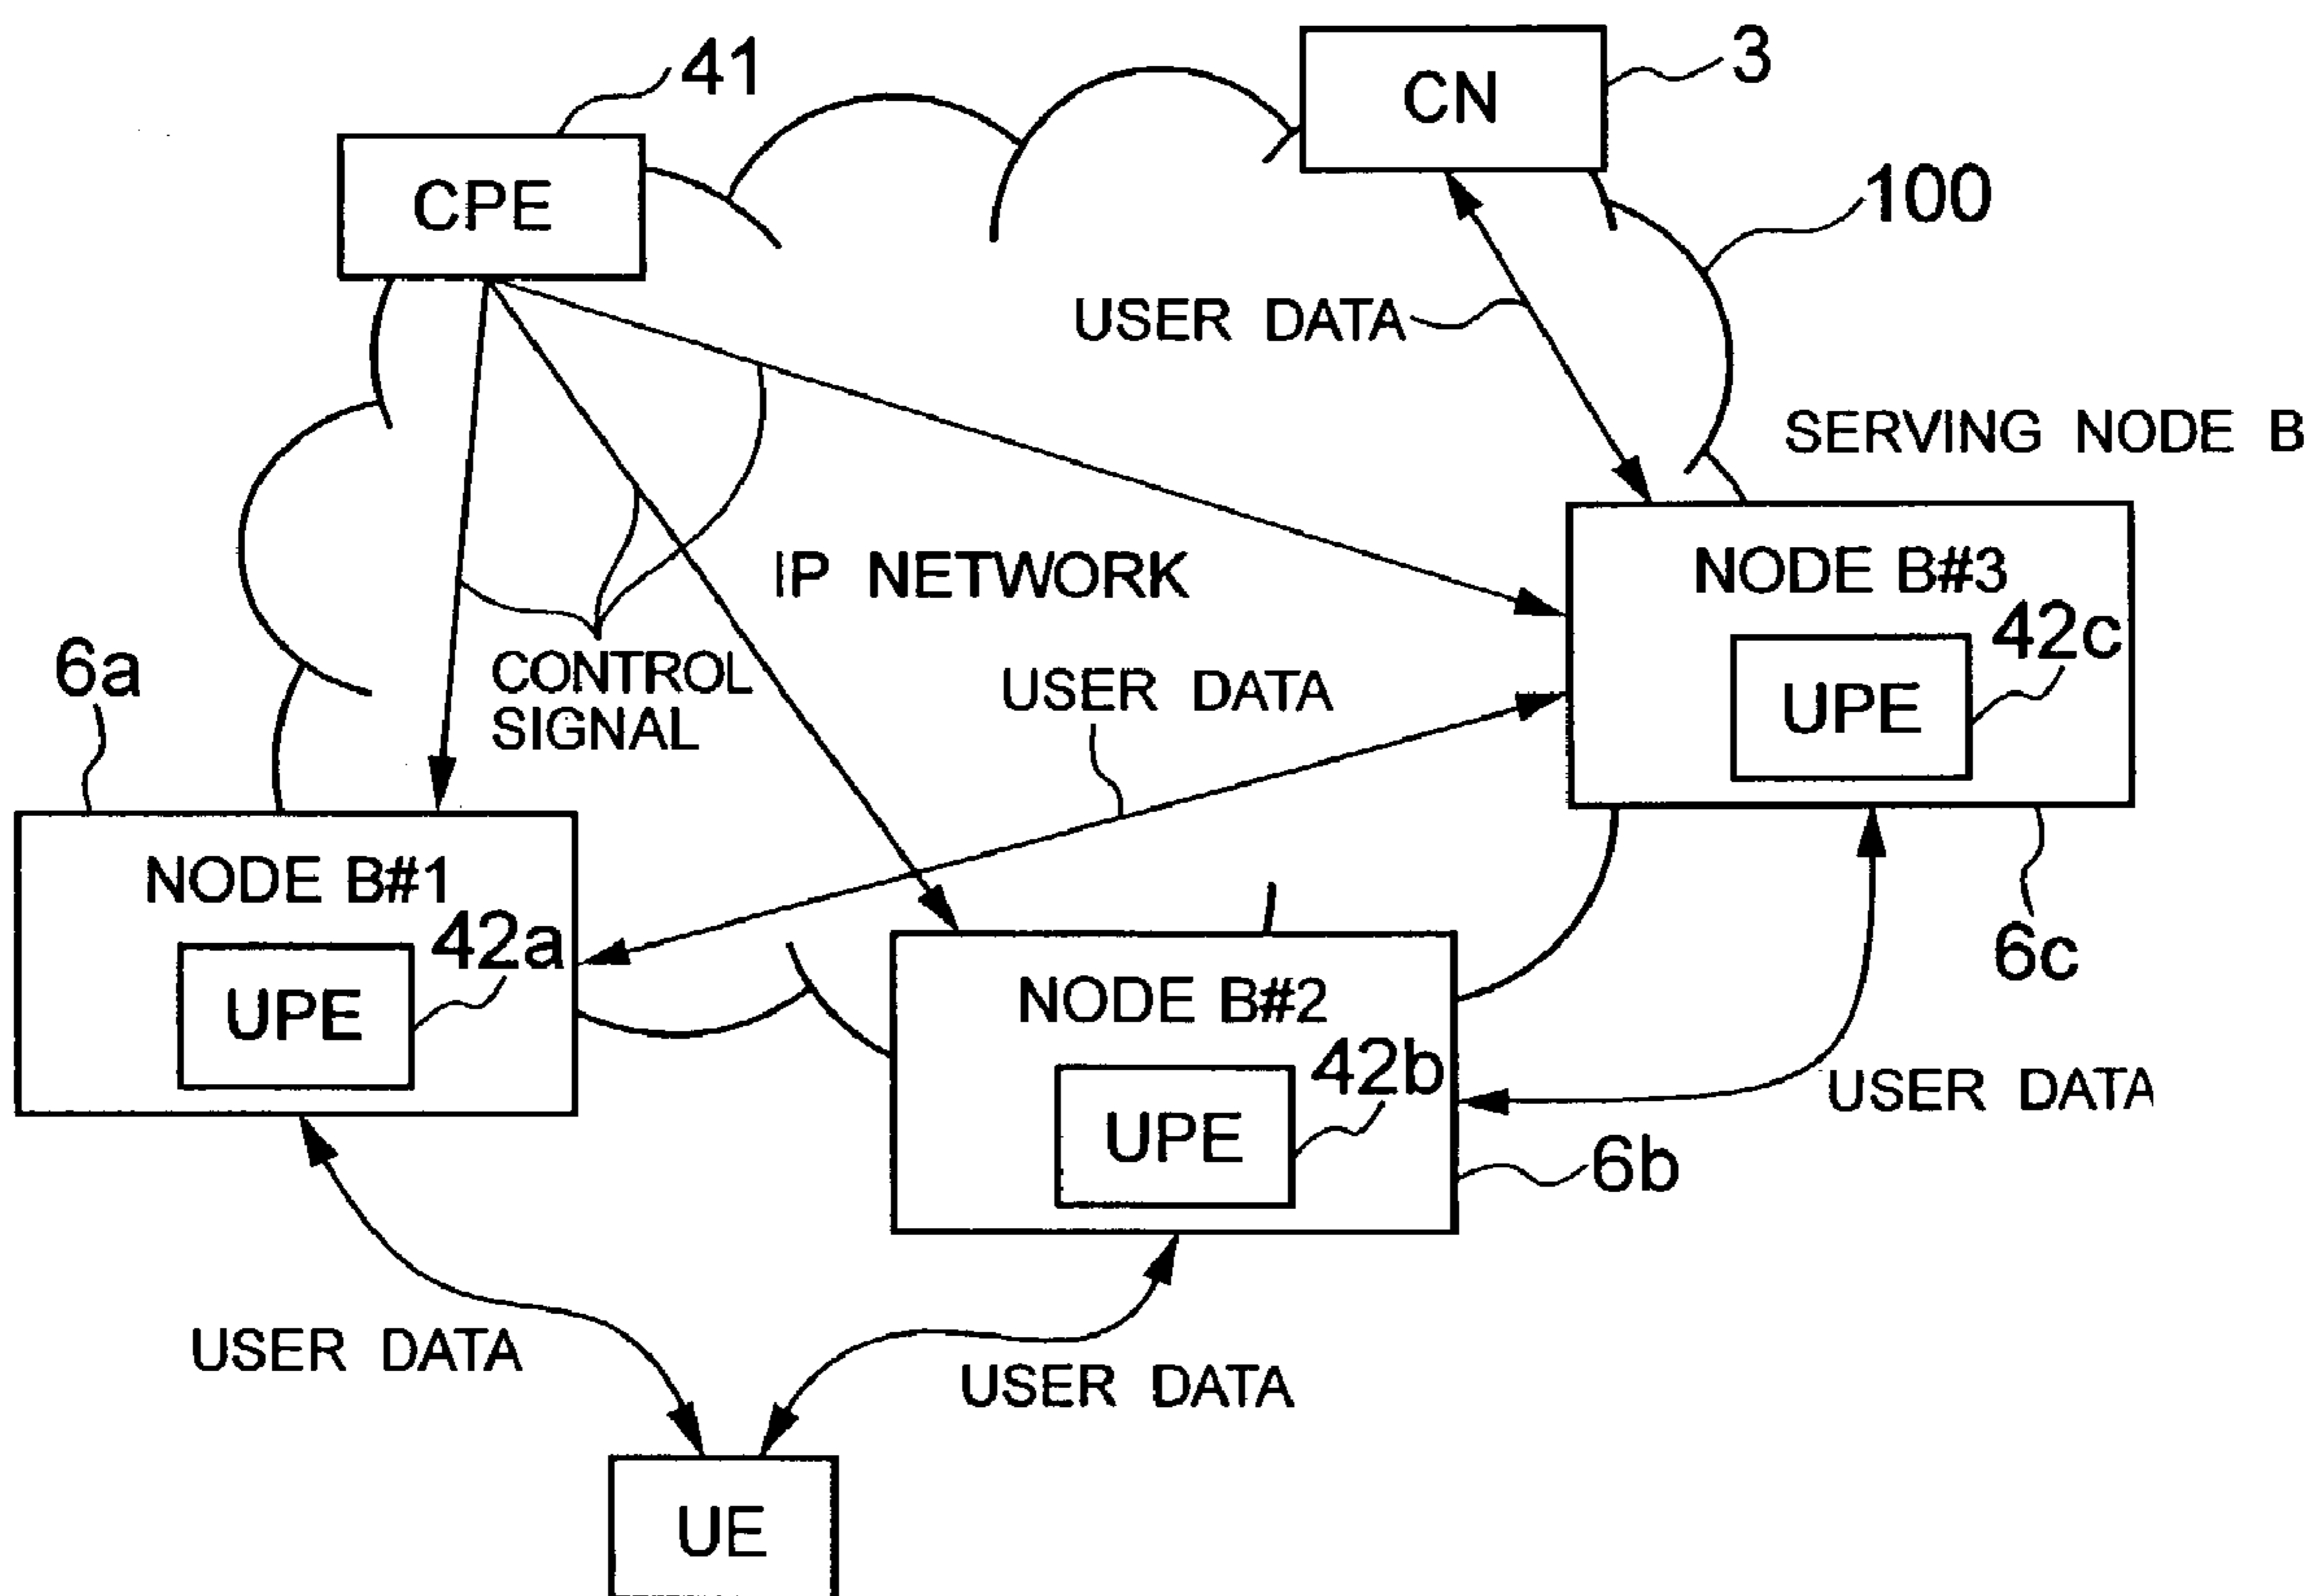 41
3
CN
CPE
100
USER DATA
SERVING NODE B
IP NETWORK
NODE B#3
42c
UPE
6a
CONTROL
SIGNAL
USER DATA
NODE B#1
42a
UPE
6c
NODE B#2
42b
UPE
USER DATA
6b
USER DATA
USER DATA
UE